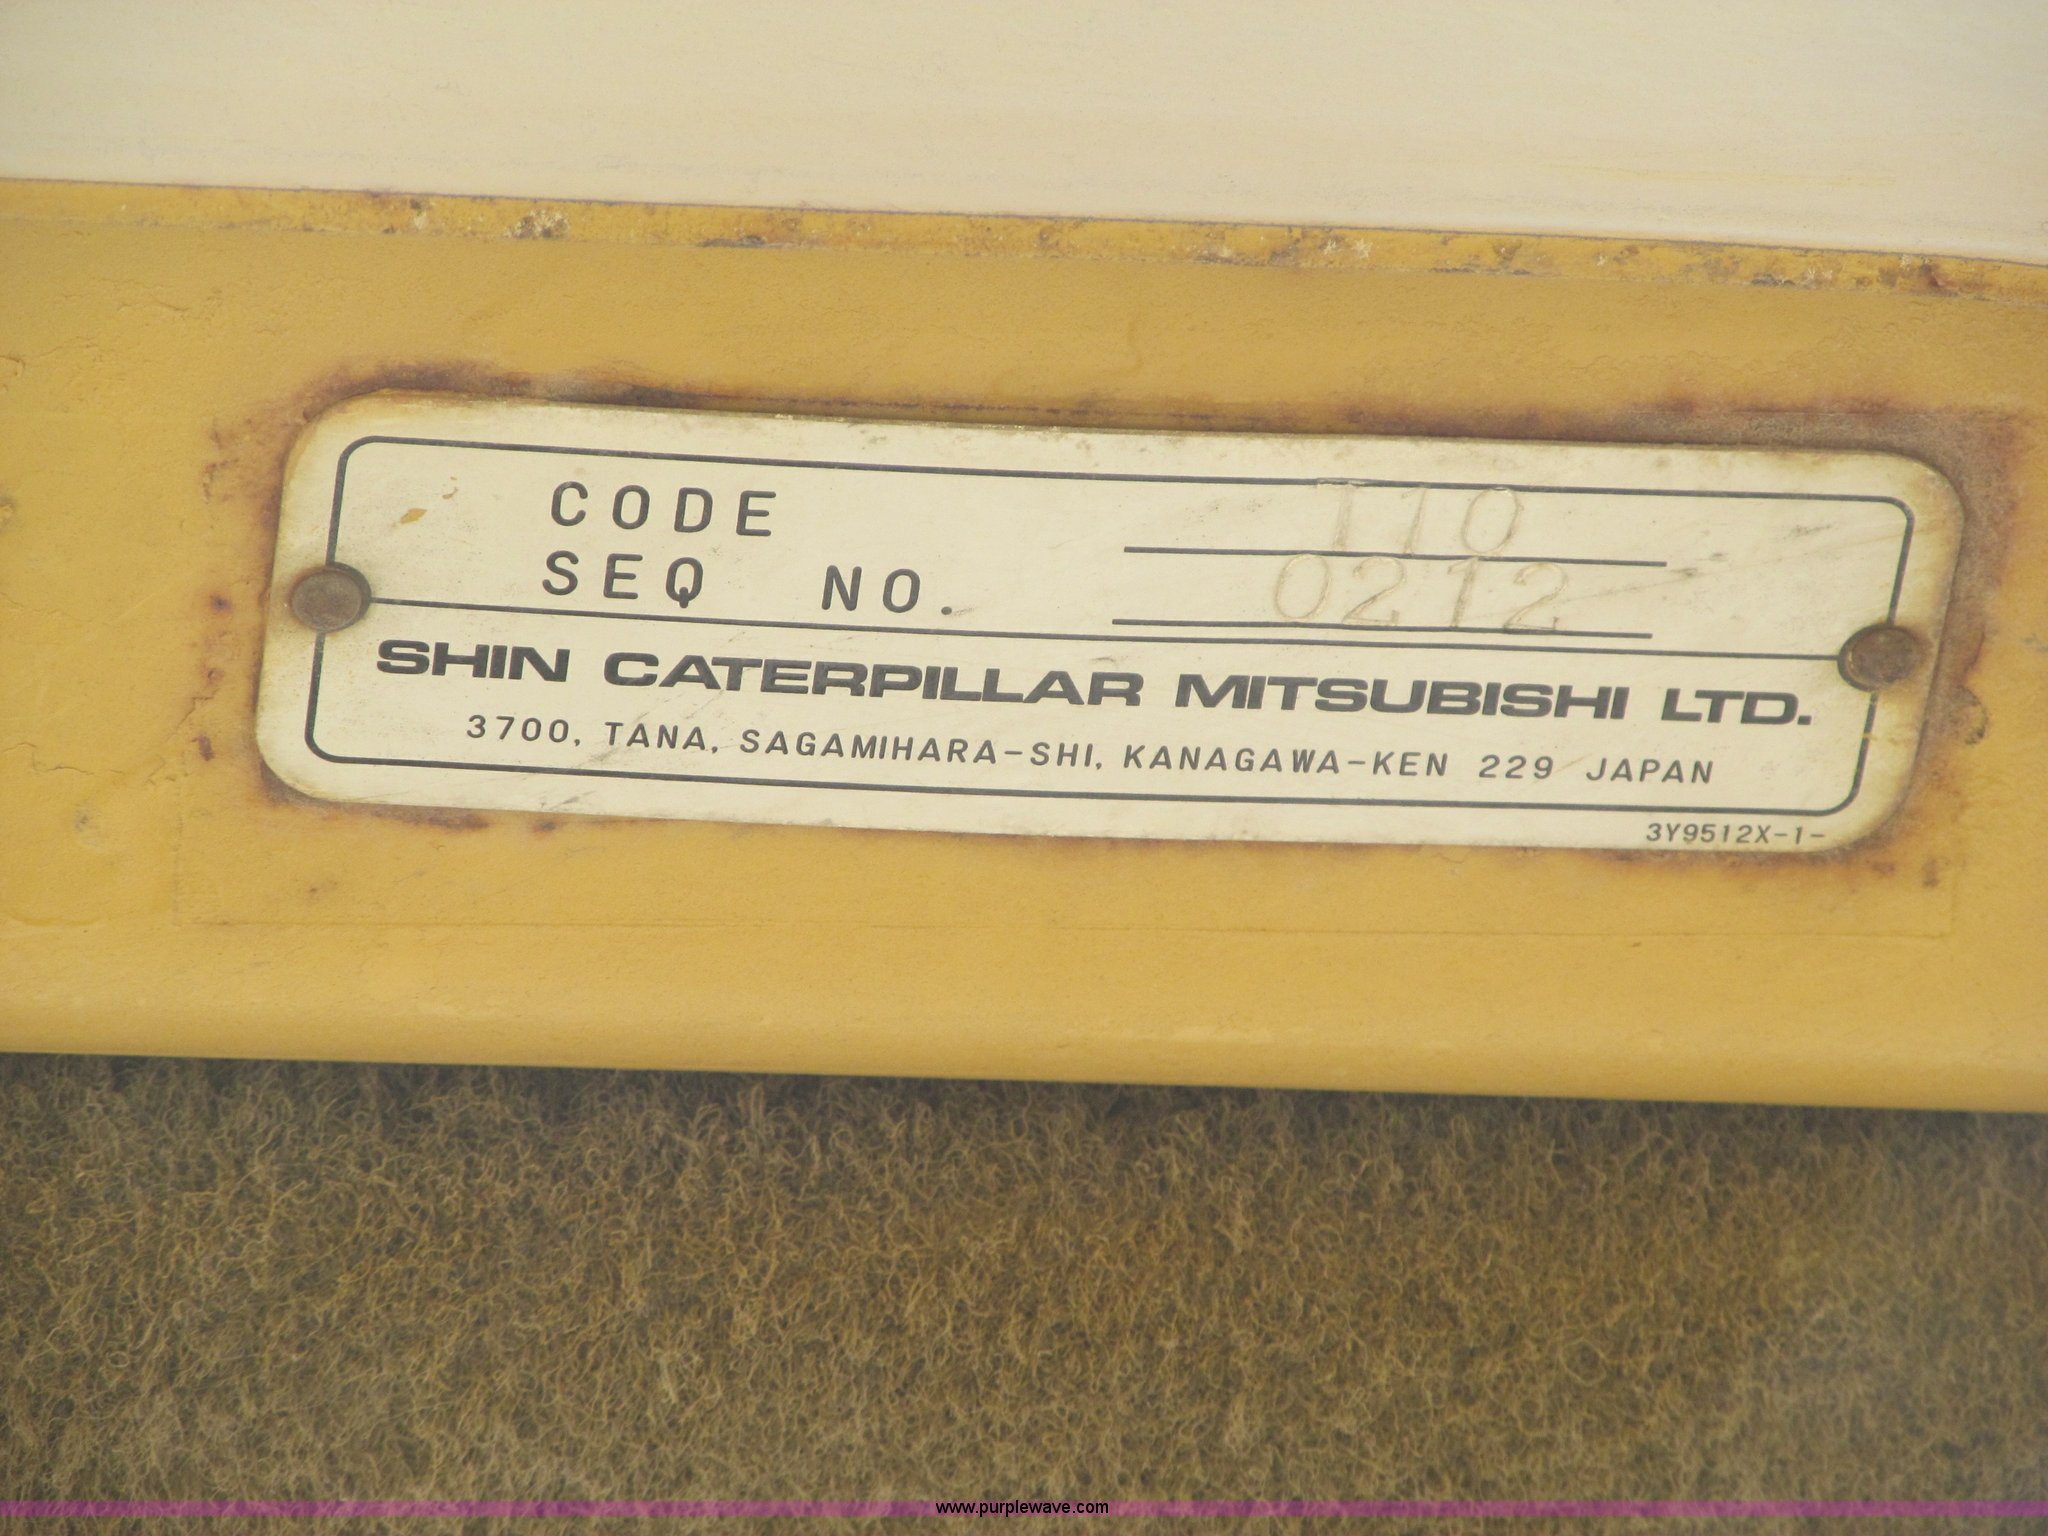 CODE T10
SEQ NO. 0212
SHIN CATERPILLAR MITSUBISHI LTD.
3700, TANA, SAGAMIHARA-SHI, KANAGAWA-KEN 229 JAPAN
3Y9512X-1-
www.purplewave.com